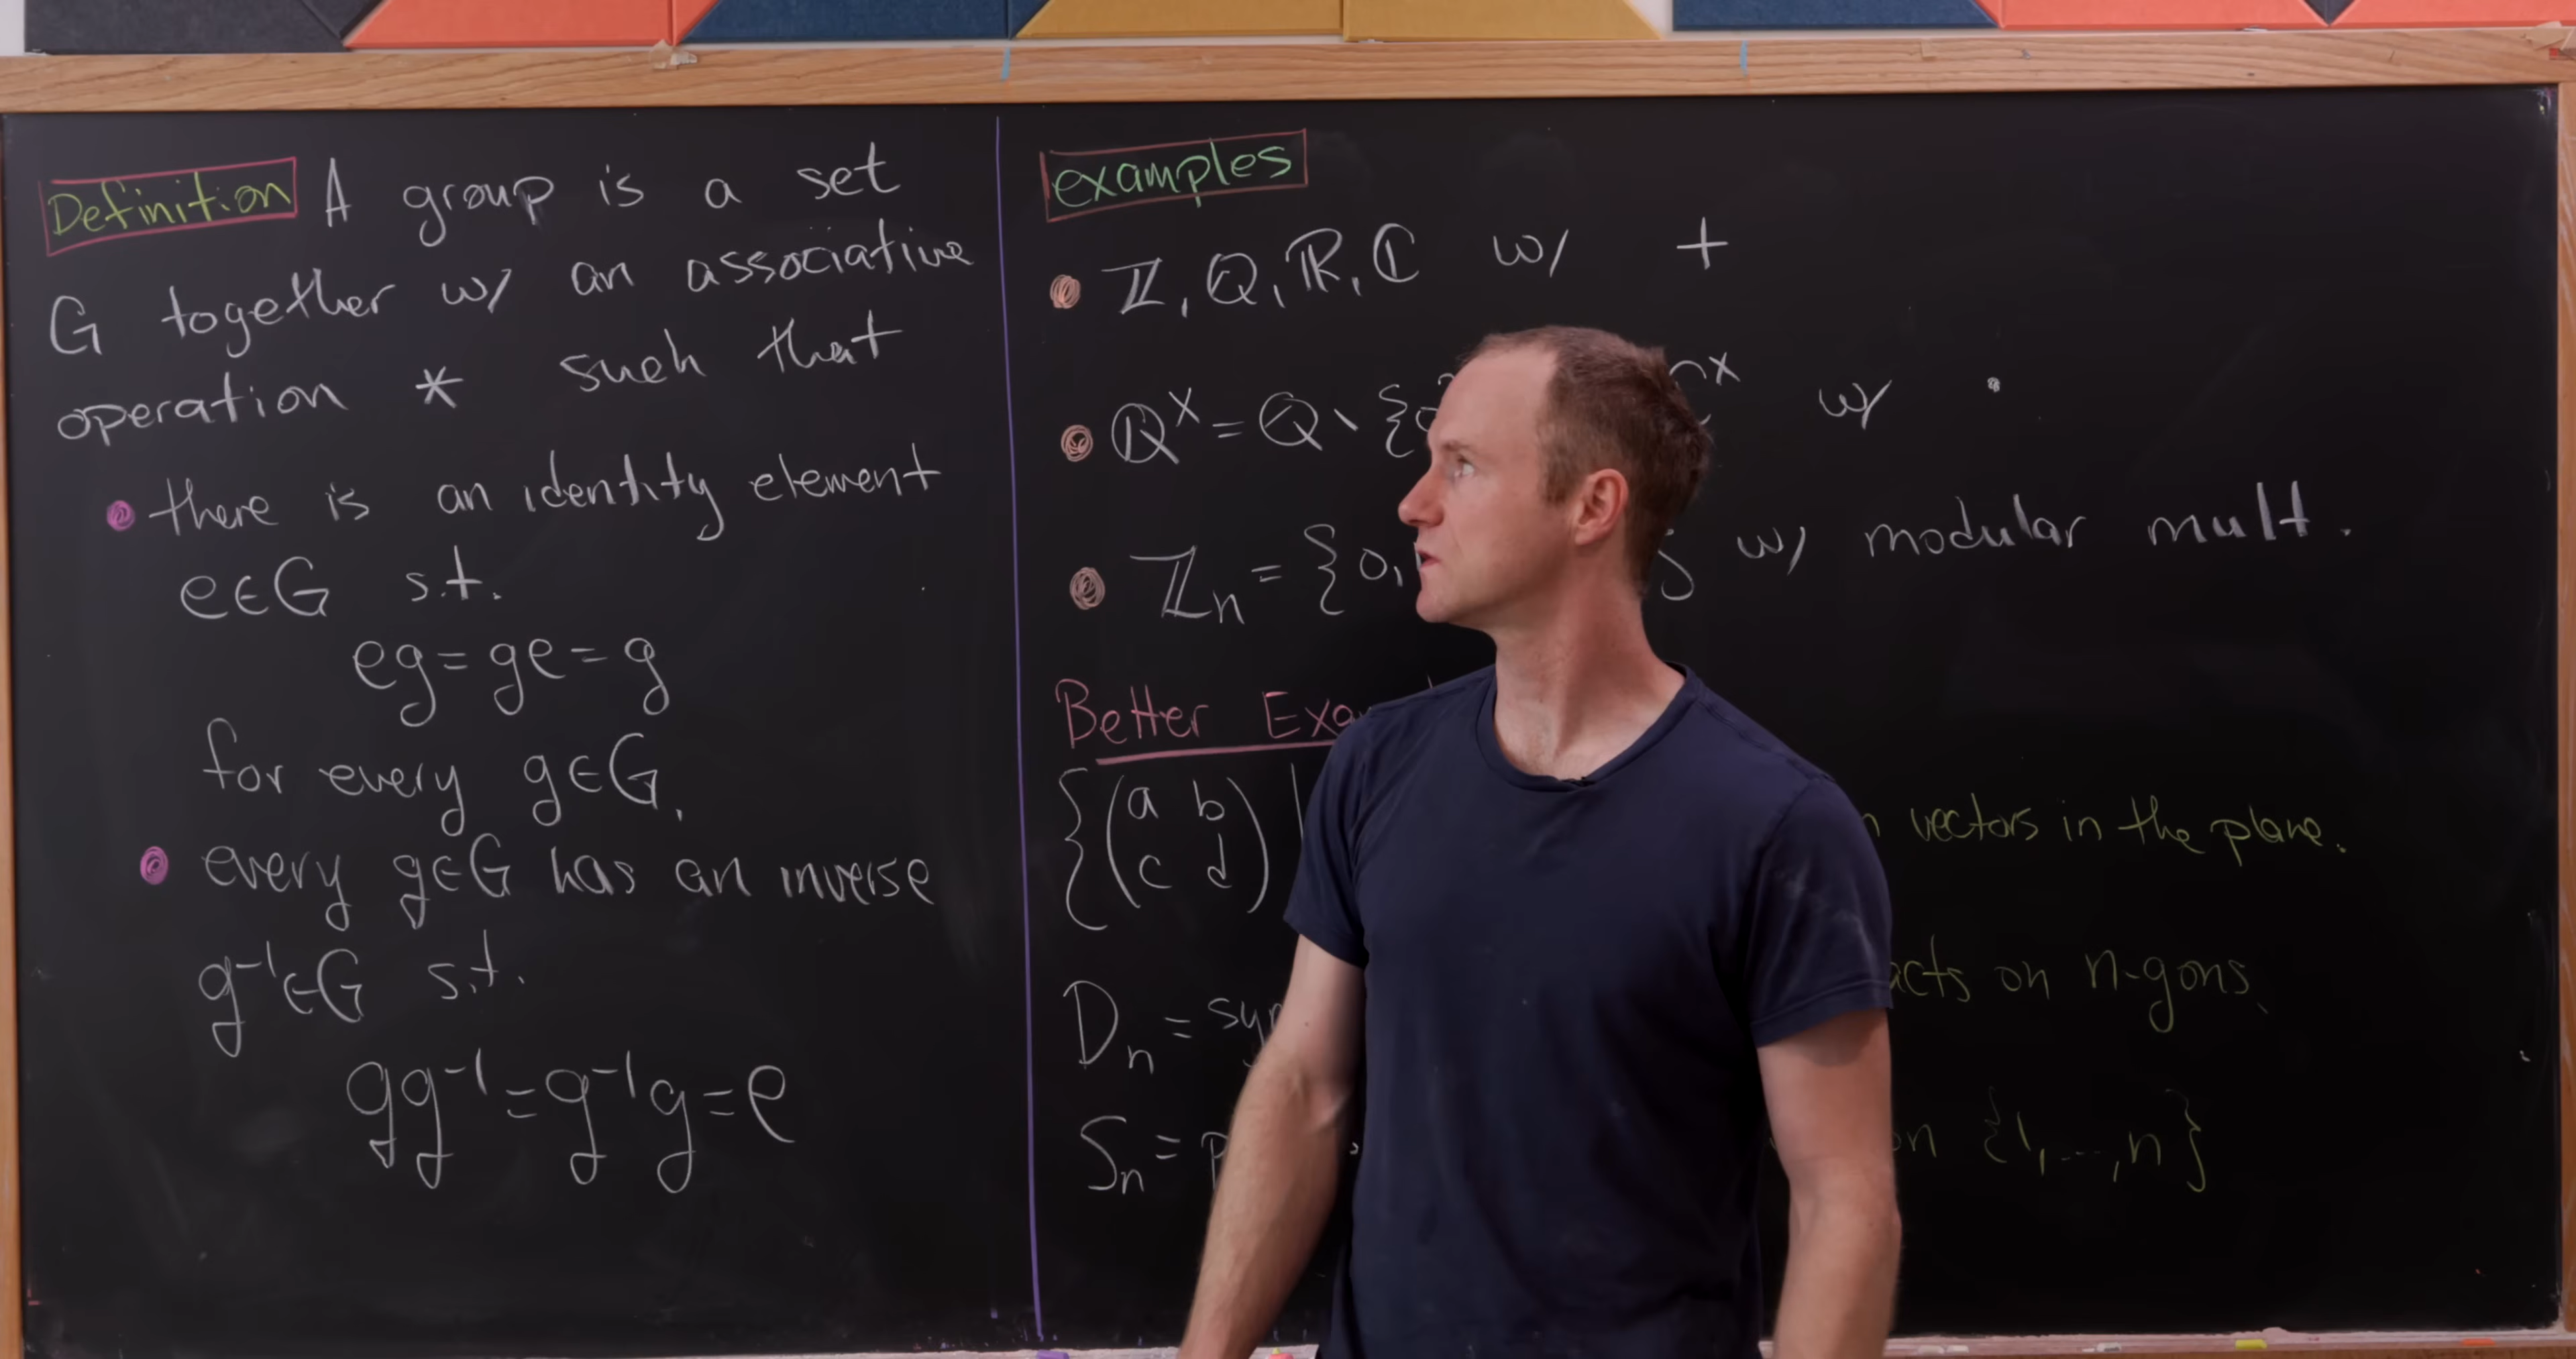 Definition A group is a set
G together w/ an associative
operation * such that
• there is an identity element
e∈G s.t.
eg=ge=g
for every g∈G.
• every g∈G has an inverse
g⁻¹∈G s.t.
gg⁻¹=g⁻¹g=e
examples
• ℤ, ℚ, ℝ, ℂ w/ +
• ℚˣ=ℚ∖{0 ˣ w/ ·
• ℤₙ={0, } w/ modular mult.
Better
{(a b
c d) | vectors in the plane.
Dₙ= acts on n-gons.
Sₙ= on {1,...,n}